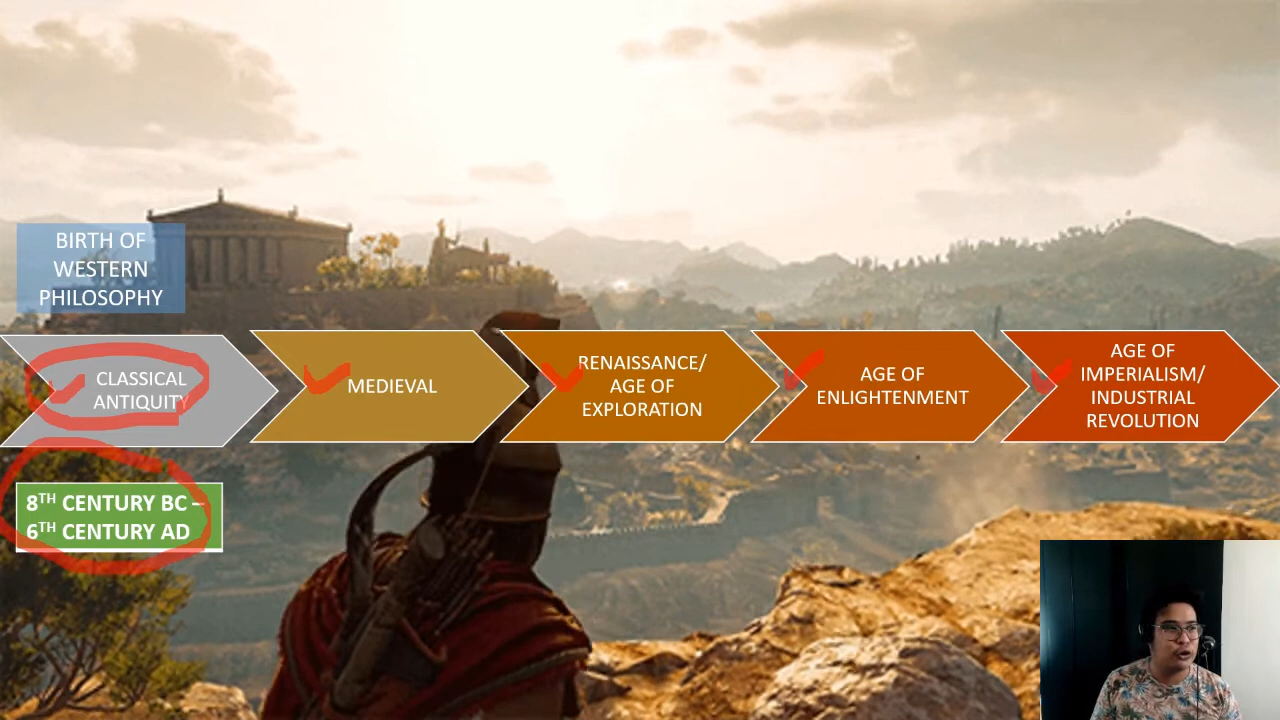 BIRTH OF
WESTERN
PHILOSOPHY
CLASSICAL
ANTIQUITY
MEDIEVAL
RENAISSANCE/
AGE OF
EXPLORATION
AGE OF
ENLIGHTENMENT
AGE OF
IMPERIALISM/
INDUSTRIAL
REVOLUTION
8TH CENTURY BC –
6TH CENTURY AD